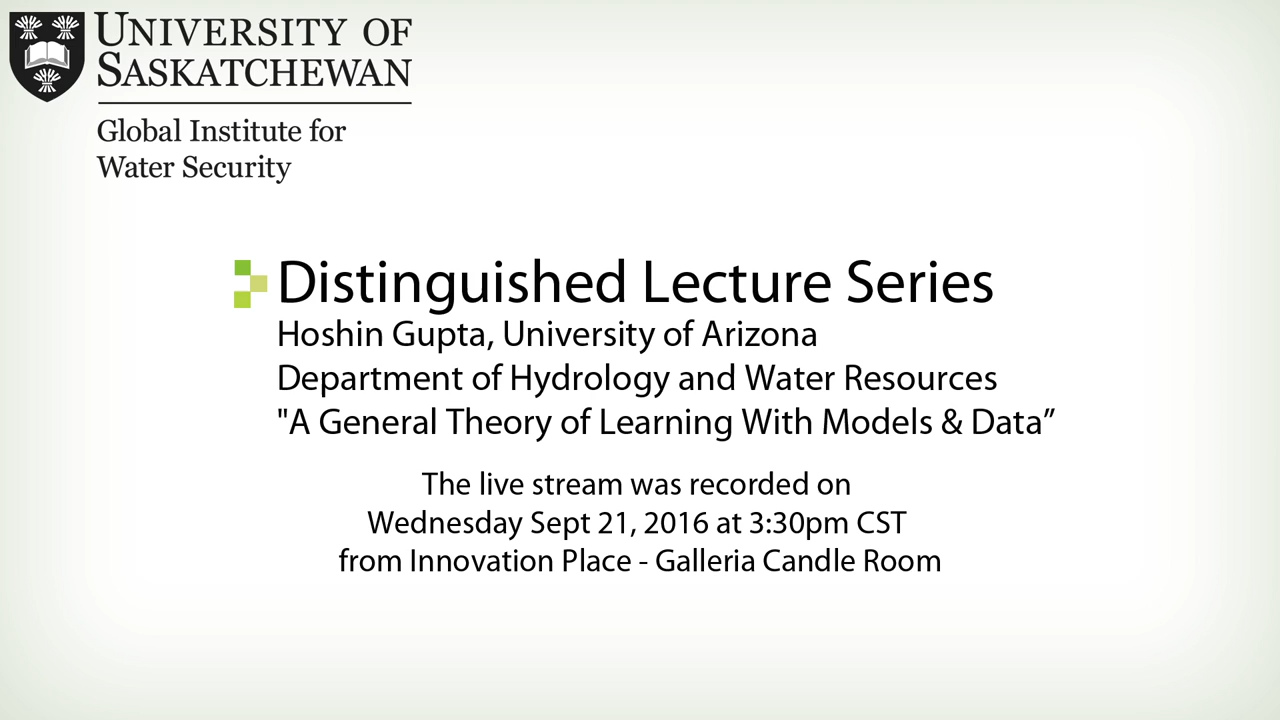 UNIVERSITY OF
SASKATCHEWAN
Global Institute for
Water Security
Distinguished Lecture Series
Hoshin Gupta, University of Arizona
Department of Hydrology and Water Resources
"A General Theory of Learning With Models & Data”
The live stream was recorded on
Wednesday Sept 21, 2016 at 3:30pm CST
from Innovation Place - Galleria Candle Room